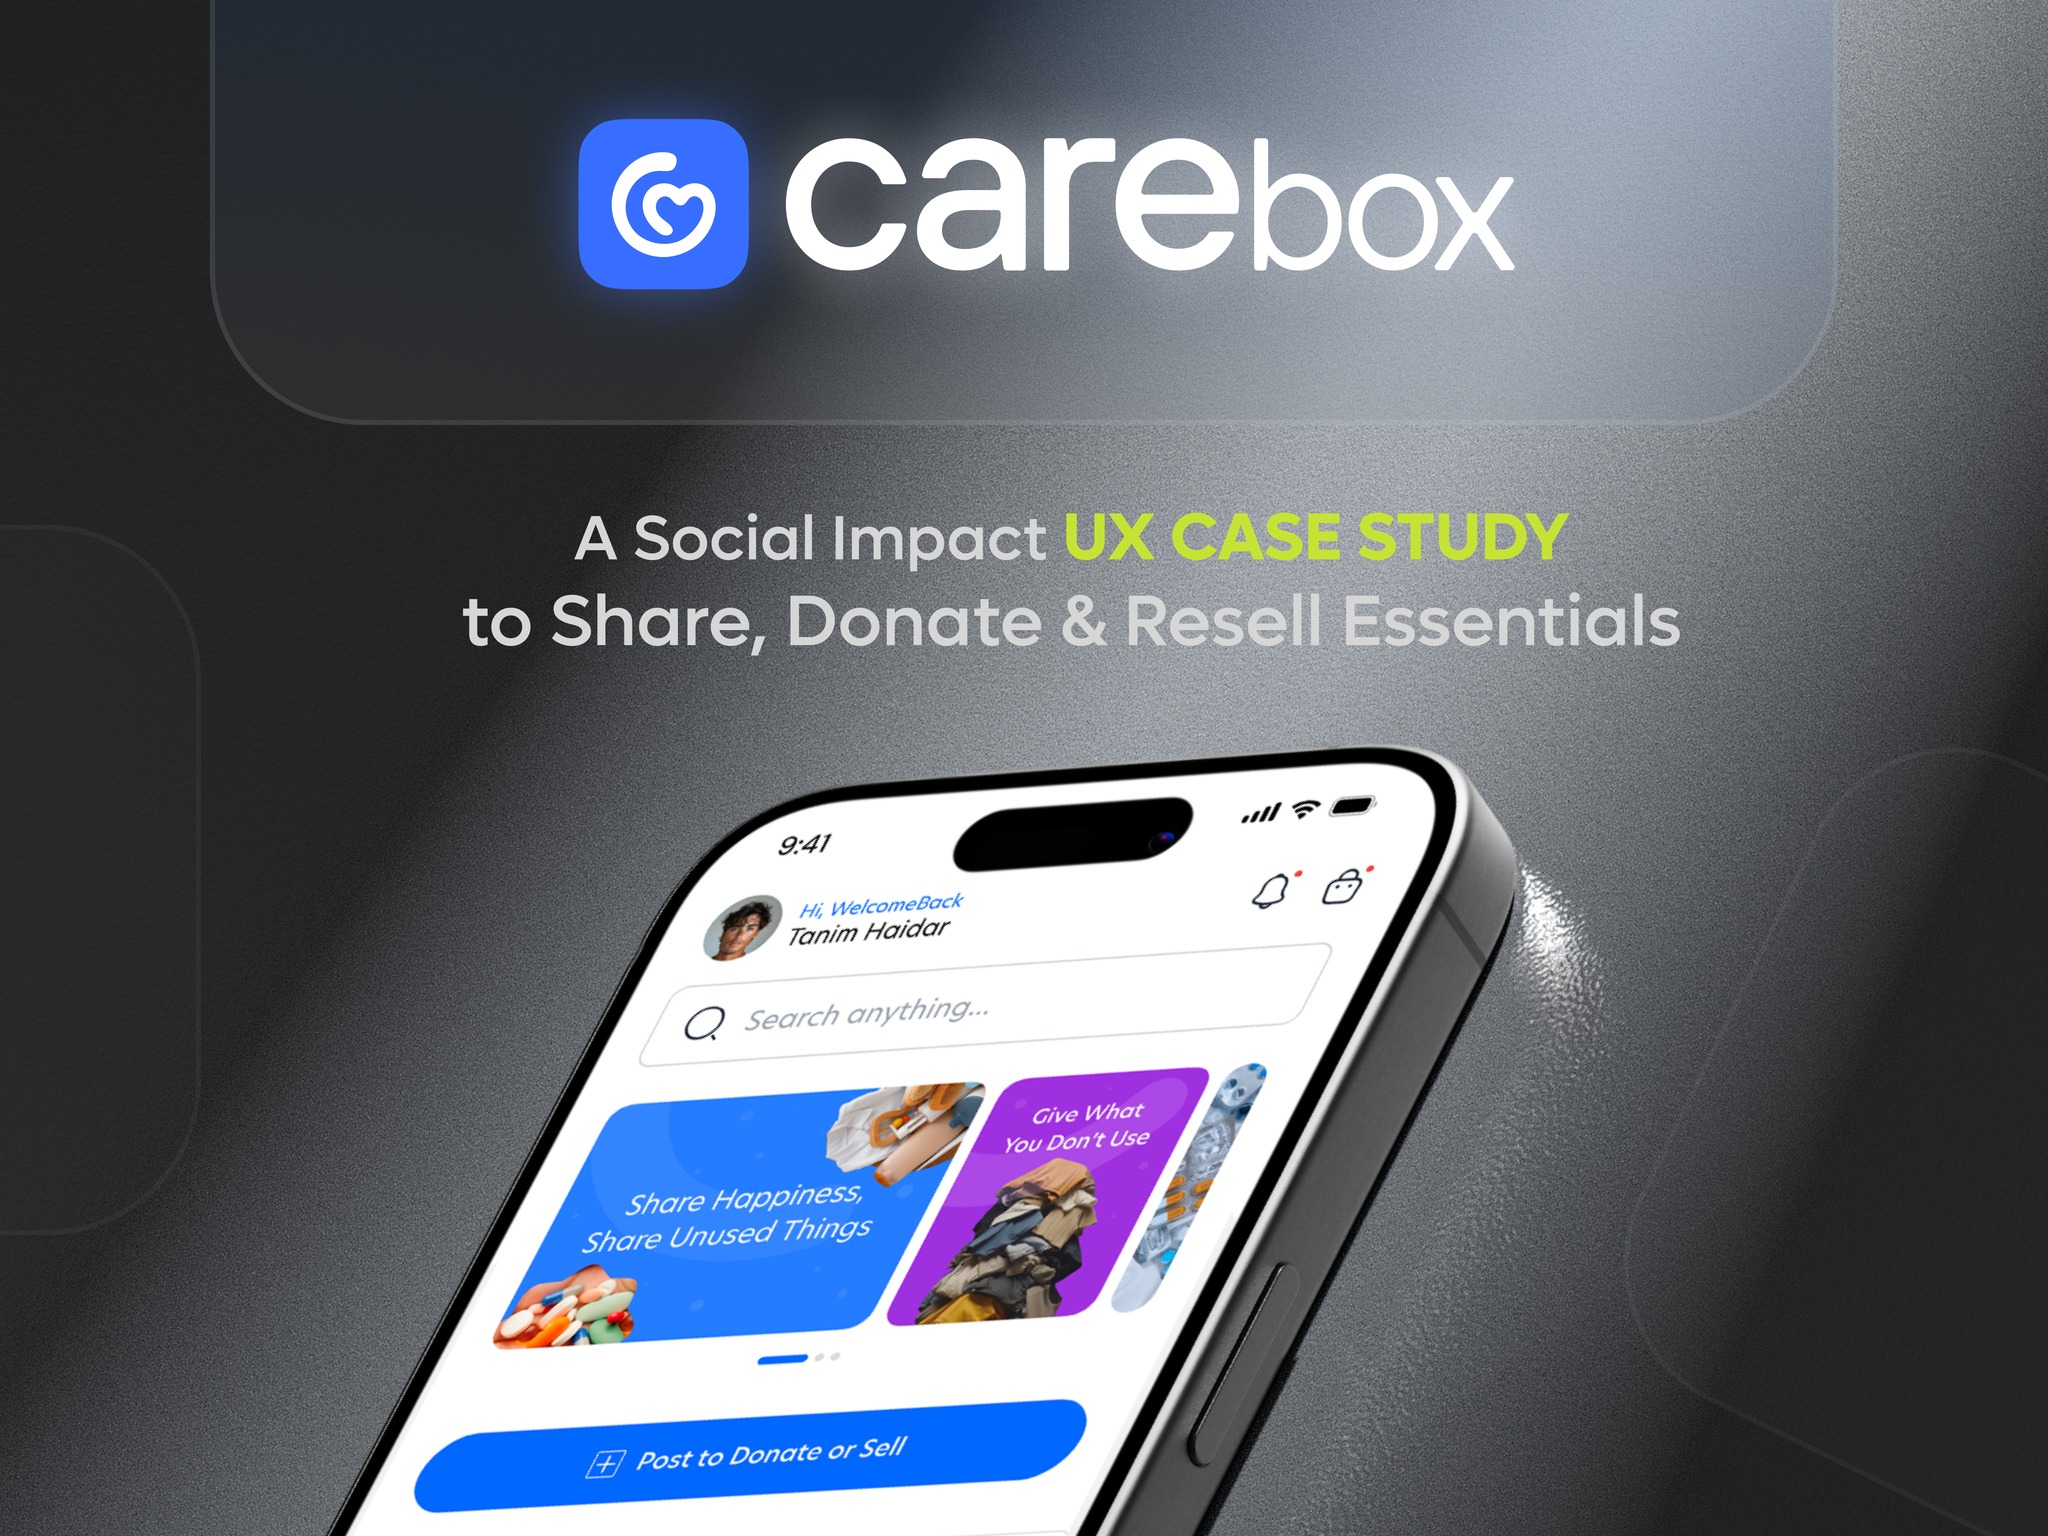 carebox
A Social Impact UX CASE STUDY
to Share, Donate & Resell Essentials
9:41
Hi, WelcomeBack
Tanim Haidar
Search anything...
Share Happiness,
Share Unused Things
Give What
You Don't Use
Post to Donate or Sell